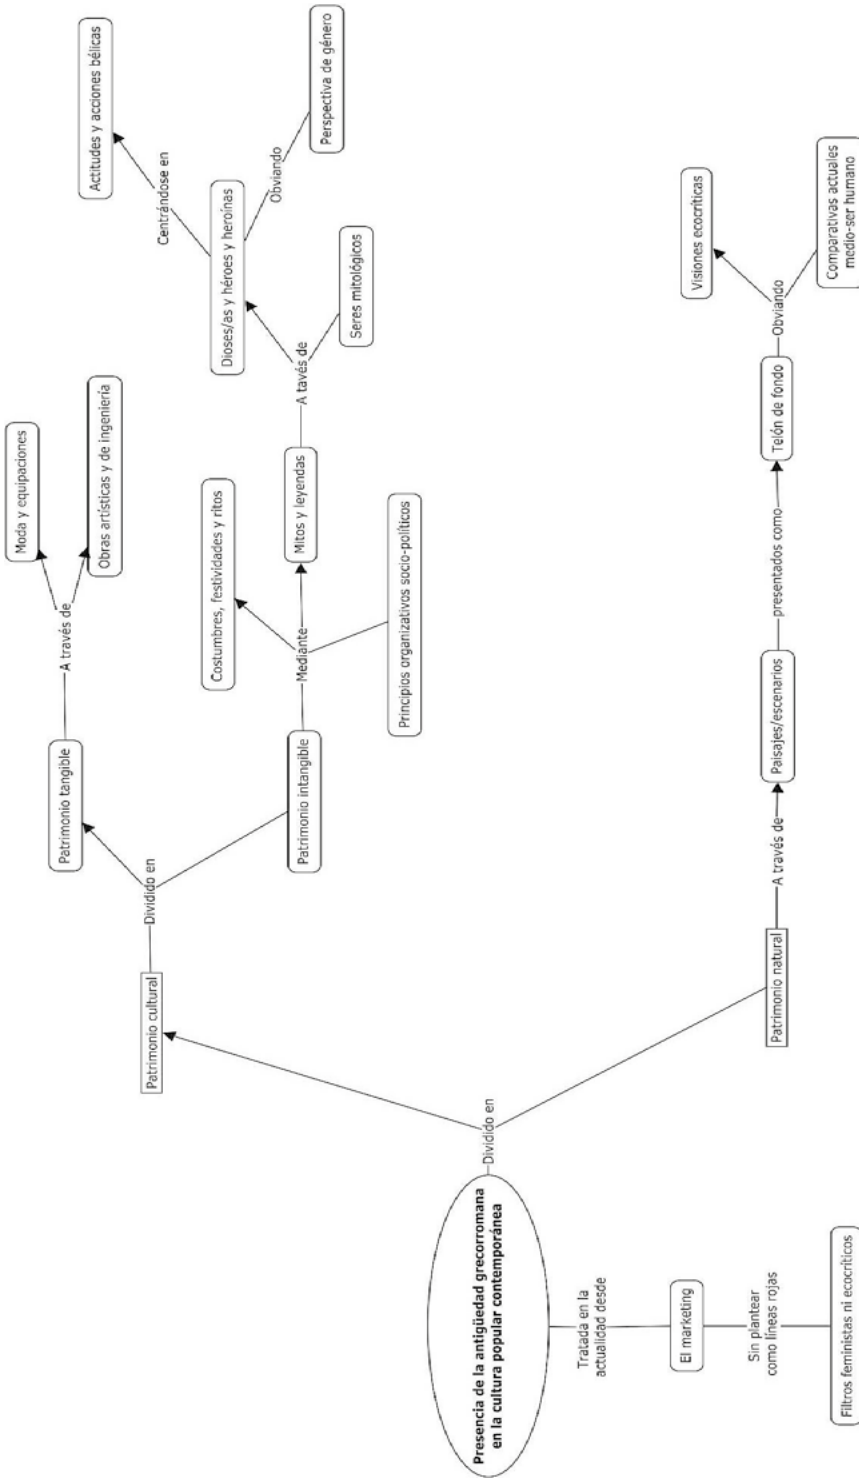 Presencia de la antigüedad grecorromana
en la cultura popular contemporánea
Tratada en la
actualidad desde
El marketing
Sin plantear
como líneas rojas
Filtros feministas ni ecocríticos
Dividido en
Patrimonio cultural
Dividido en
Patrimonio tangible
A través de
Moda y equipaciones
Obras artísticas y de ingeniería
Patrimonio intangible
Mediante
Costumbres, festividades y ritos
Mitos y leyendas
Principios organizativos socio-políticos
A tavés de
Dioses/as y héroes y heroínas
Seres mitológicos
Centrándose en
Actitudes y acciones bélicas
Obviando
Perspectiva de género
Patrimonio natural
A través de
Paisajes/escenarios
presentados como
Telón de fondo
Obviando
Visiones ecocríticas
Comparativas actuales
medio-ser humano